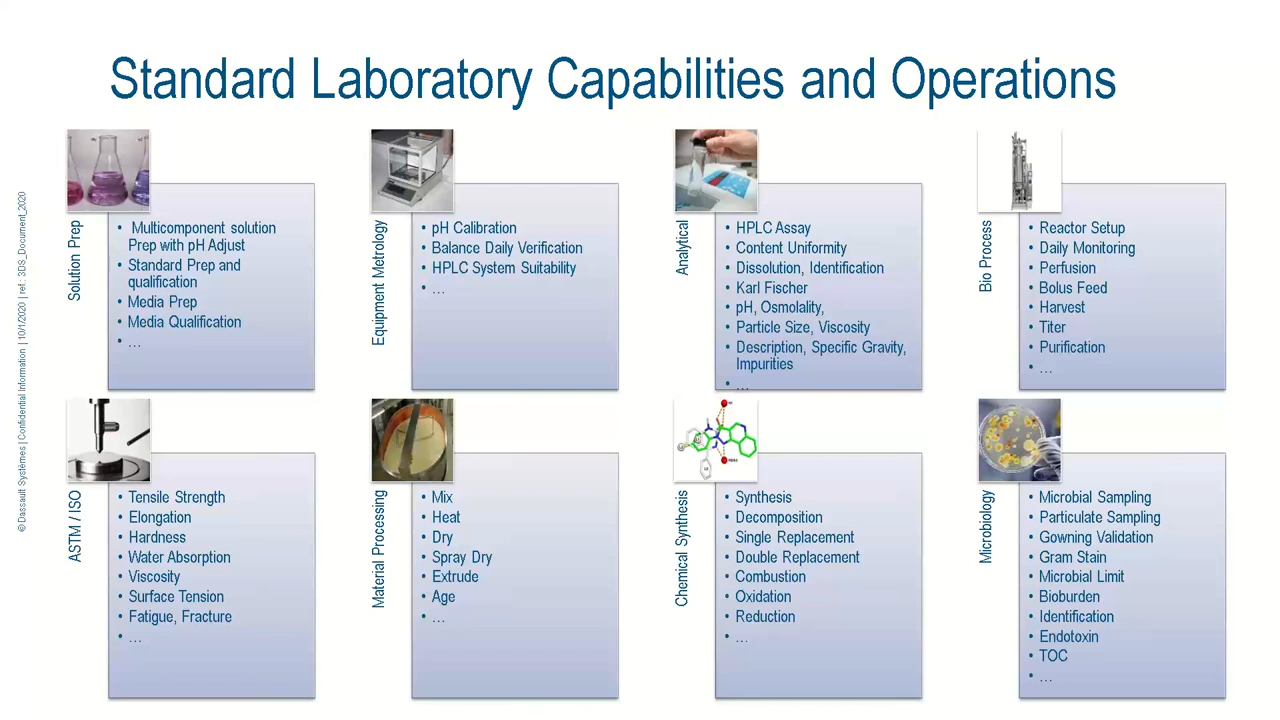 Standard Laboratory Capabilities and Operations
Solution Prep
• Multicomponent solution
Prep with pH Adjust
• Standard Prep and
qualification
• Media Prep
• Media Qualification
• ...
Equipment Metrology
• pH Calibration
• Balance Daily Verification
• HPLC System Suitability
• ...
Analytical
• HPLC Assay
• Content Uniformity
• Dissolution, Identification
• Karl Fischer
• pH, Osmolality,
• Particle Size, Viscosity
• Description, Specific Gravity,
Impurities
• ...
Bio Process
• Reactor Setup
• Daily Monitoring
• Perfusion
• Bolus Feed
• Harvest
• Titer
• Purification
• ...
ASTM / ISO
• Tensile Strength
• Elongation
• Hardness
• Water Absorption
• Viscosity
• Surface Tension
• Fatigue, Fracture
• ...
Material Processing
• Mix
• Heat
• Dry
• Spray Dry
• Extrude
• Age
• ...
Chemical Synthesis
• Synthesis
• Decomposition
• Single Replacement
• Double Replacement
• Combustion
• Oxidation
• Reduction
• ...
Microbiology
• Microbial Sampling
• Particulate Sampling
• Gowning Validation
• Gram Stain
• Microbial Limit
• Bioburden
• Identification
• Endotoxin
• TOC
• ...
© Dassault Systèmes | Confidential Information | 10/1/2020 | ref.: 3DS_Document_2020